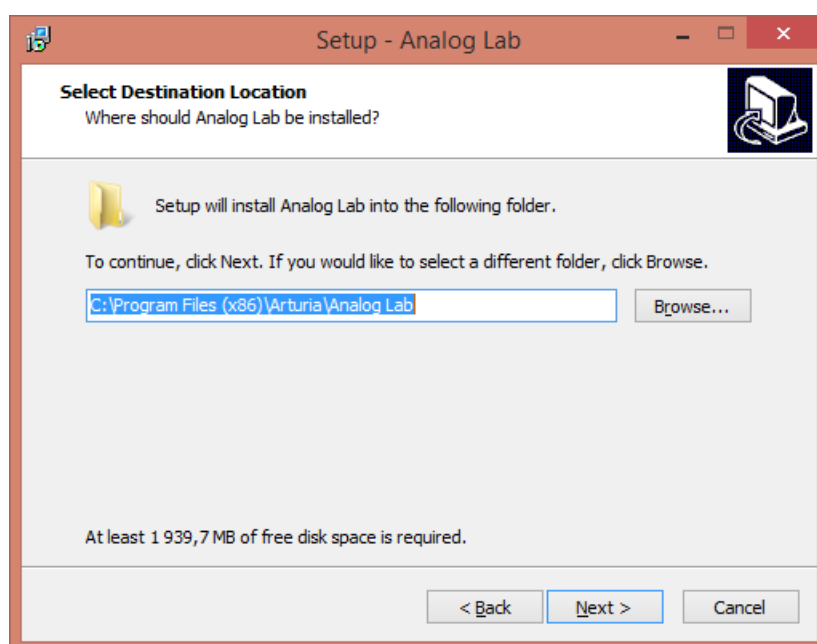 Setup - Analog Lab
Select Destination Location
Where should Analog Lab be installed?
Setup will install Analog Lab into the following folder.
To continue, click Next. If you would like to select a different folder, click Browse.
C:\Program Files (x86)\Arturia\Analog Lab
Browse...
At least 1 939,7 MB of free disk space is required.
< Back
Next >
Cancel